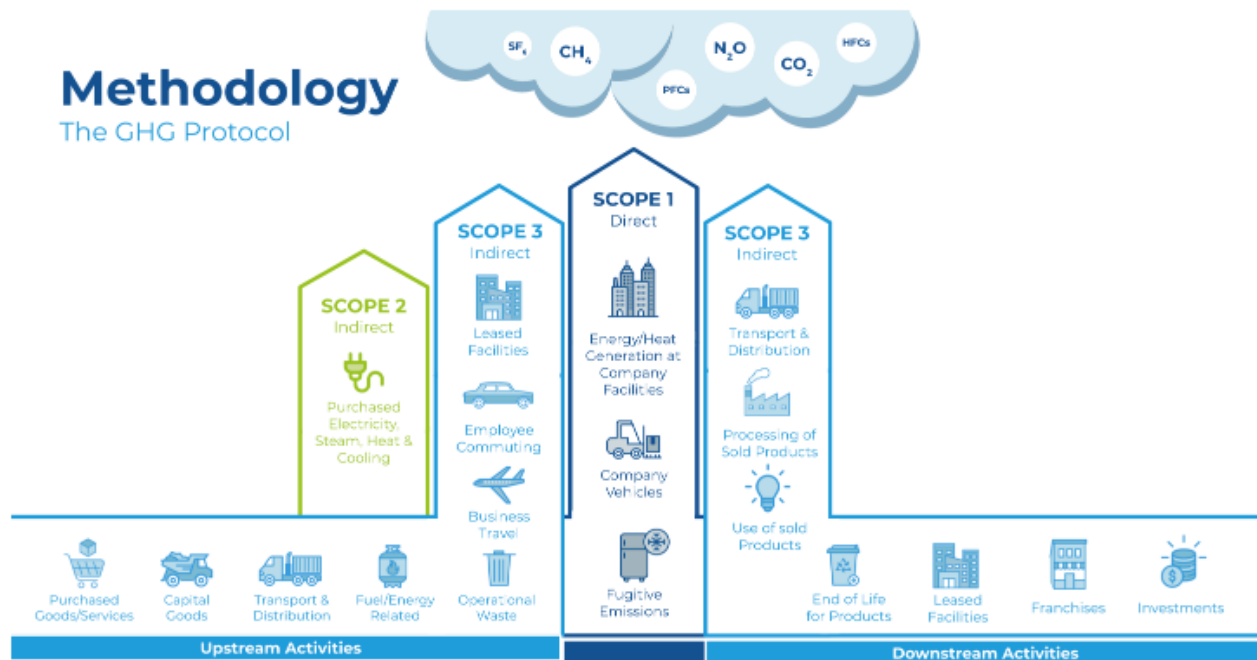 Methodology
The GHG Protocol
SF₆
CH₄
N₂O
CO₂
HFCs
PFCs
SCOPE 2
Indirect
Purchased
Electricity,
Steam, Heat &
Cooling
SCOPE 3
Indirect
Leased
Facilities
Employee
Commuting
Business
Travel
Operational
Waste
Purchased
Goods/Services
Capital
Goods
Transport &
Distribution
Fuel/Energy
Related
Upstream Activities
SCOPE 1
Direct
Energy/Heat
Generation at
Company
Facilities
Company
Vehicles
Fugitive
Emissions
SCOPE 3
Indirect
Transport &
Distribution
Processing of
Sold Products
Use of sold
Products
End of Life
for Products
Leased
Facilities
Franchises
Investments
Downstream Activities